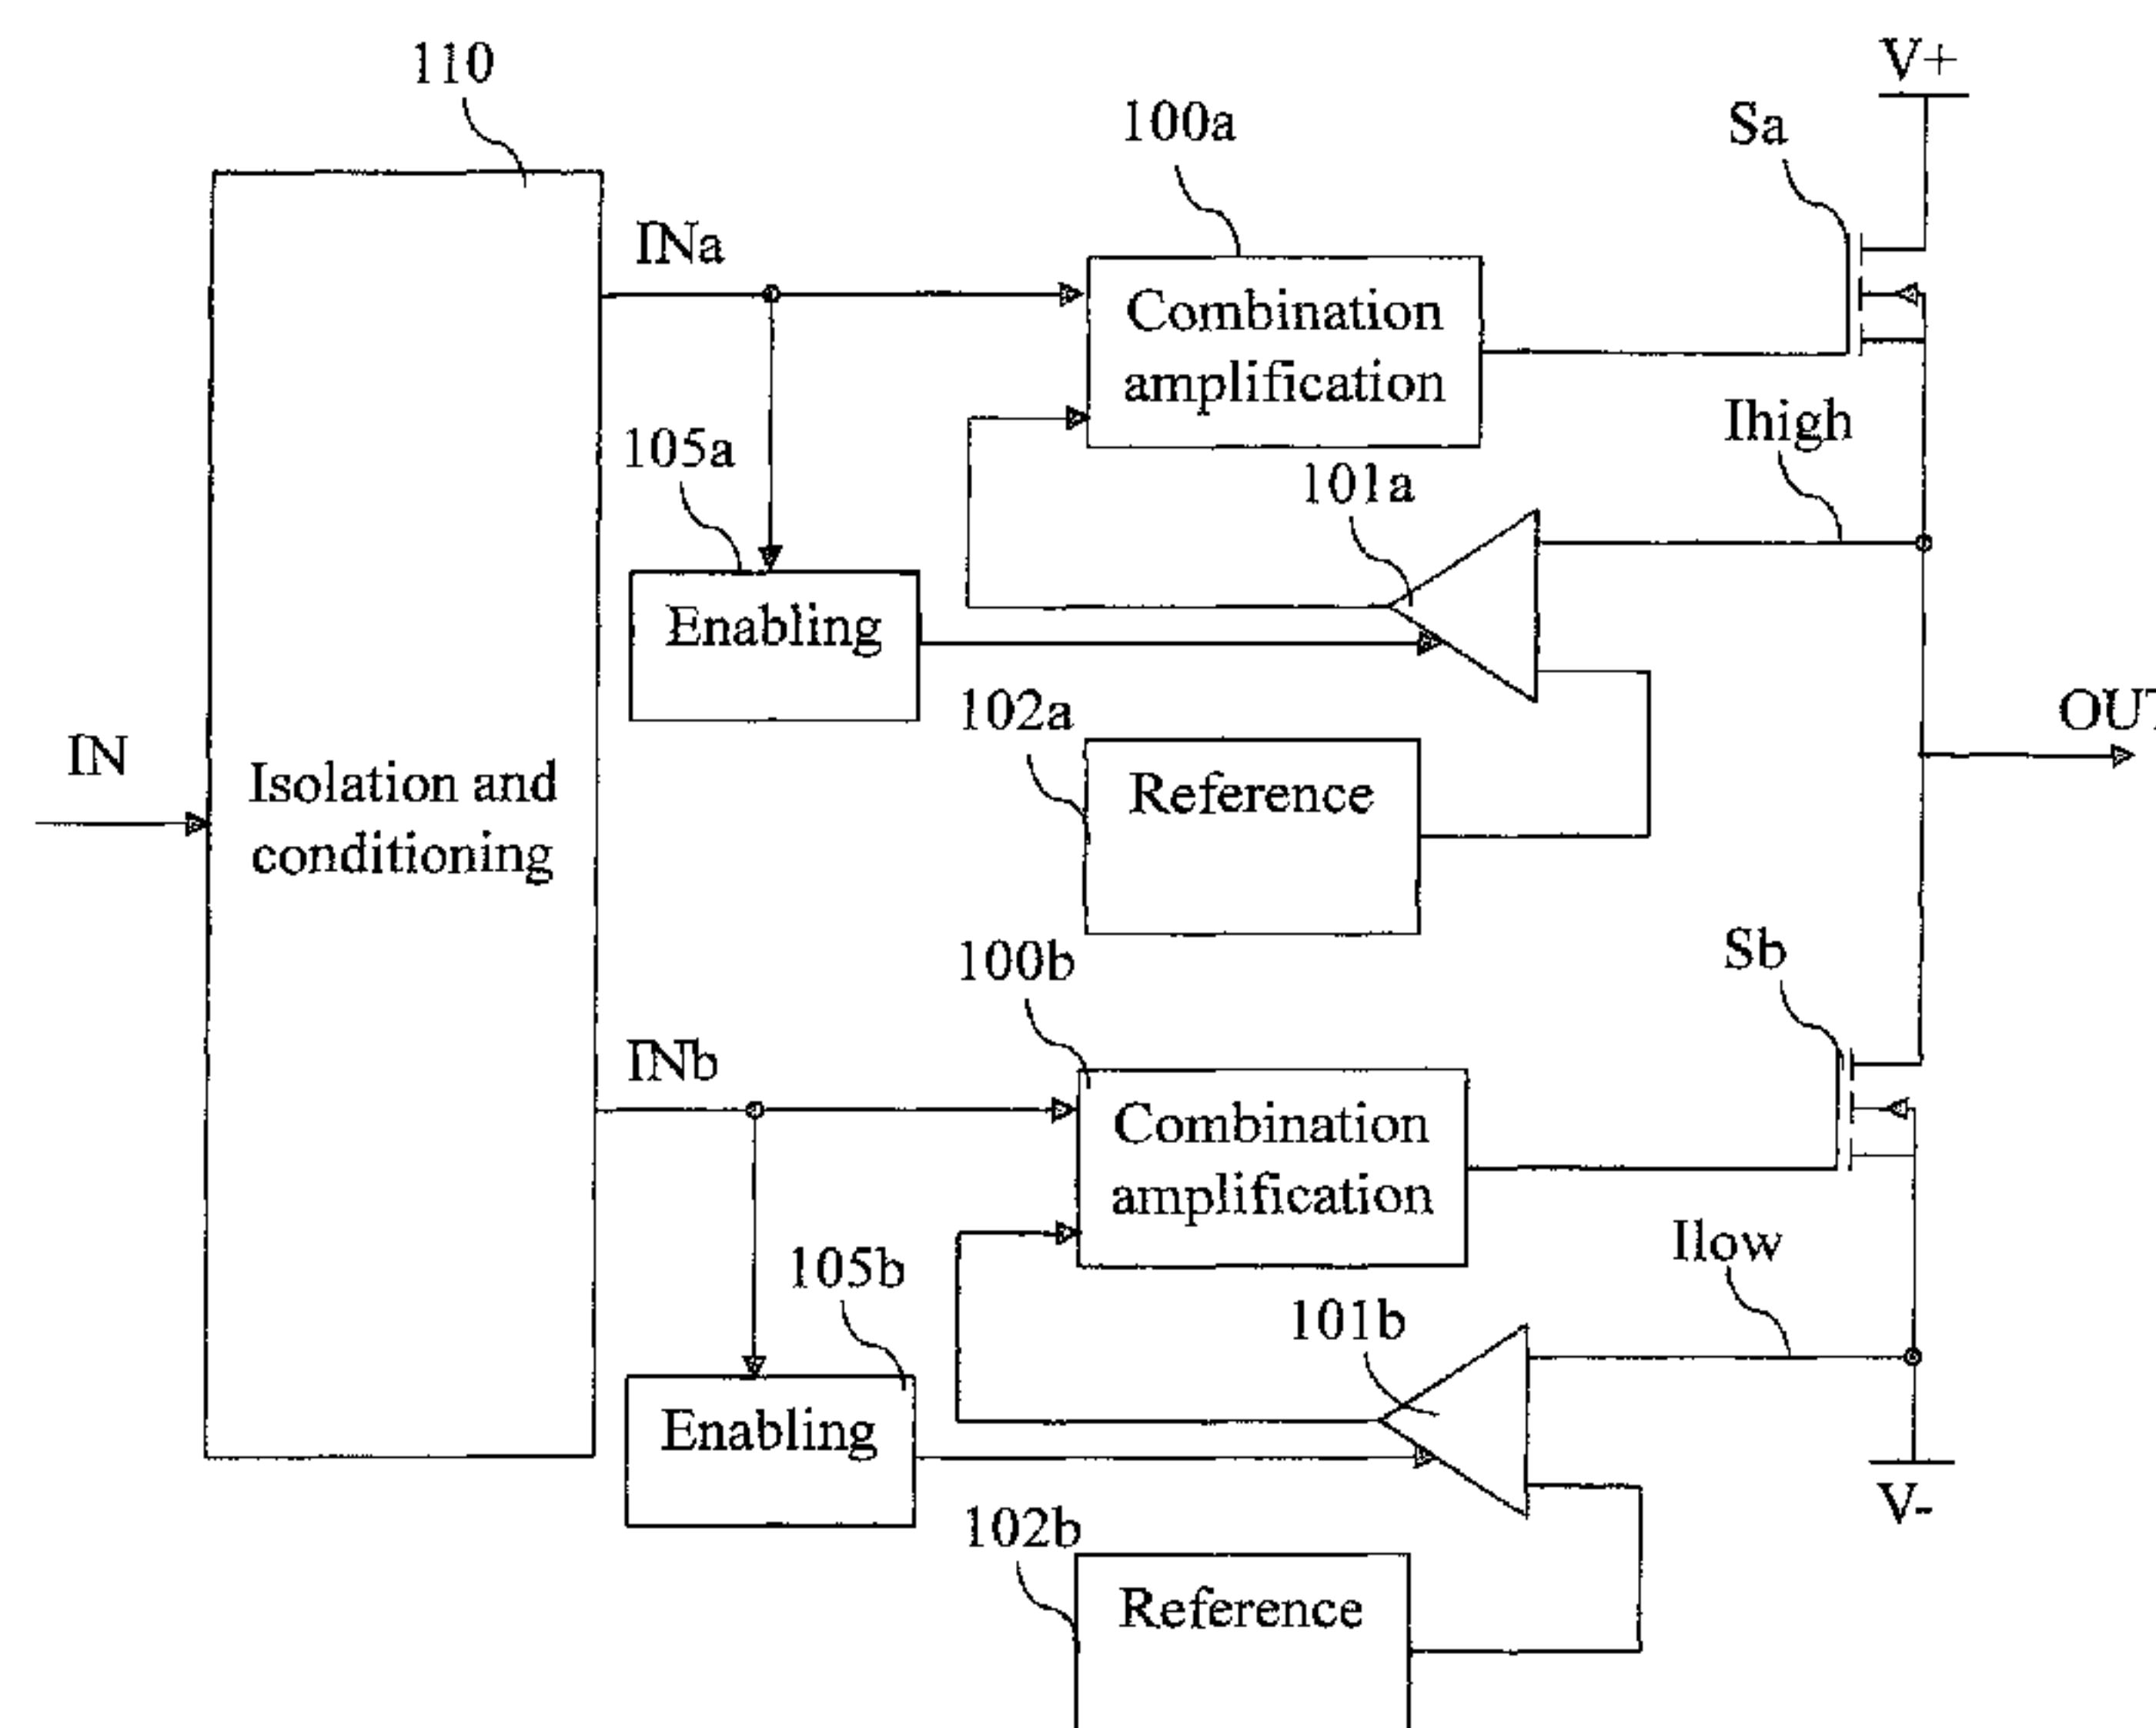 110
V+
100a
Sa
INa
Combination
amplification
Ihigh
105a
101a
Enabling
102a
OUT
IN
Isolation and
conditioning
Reference
100b
Sb
INb
Combination
amplification
Ilow
105b
101b
Enabling
V-
102b
Reference